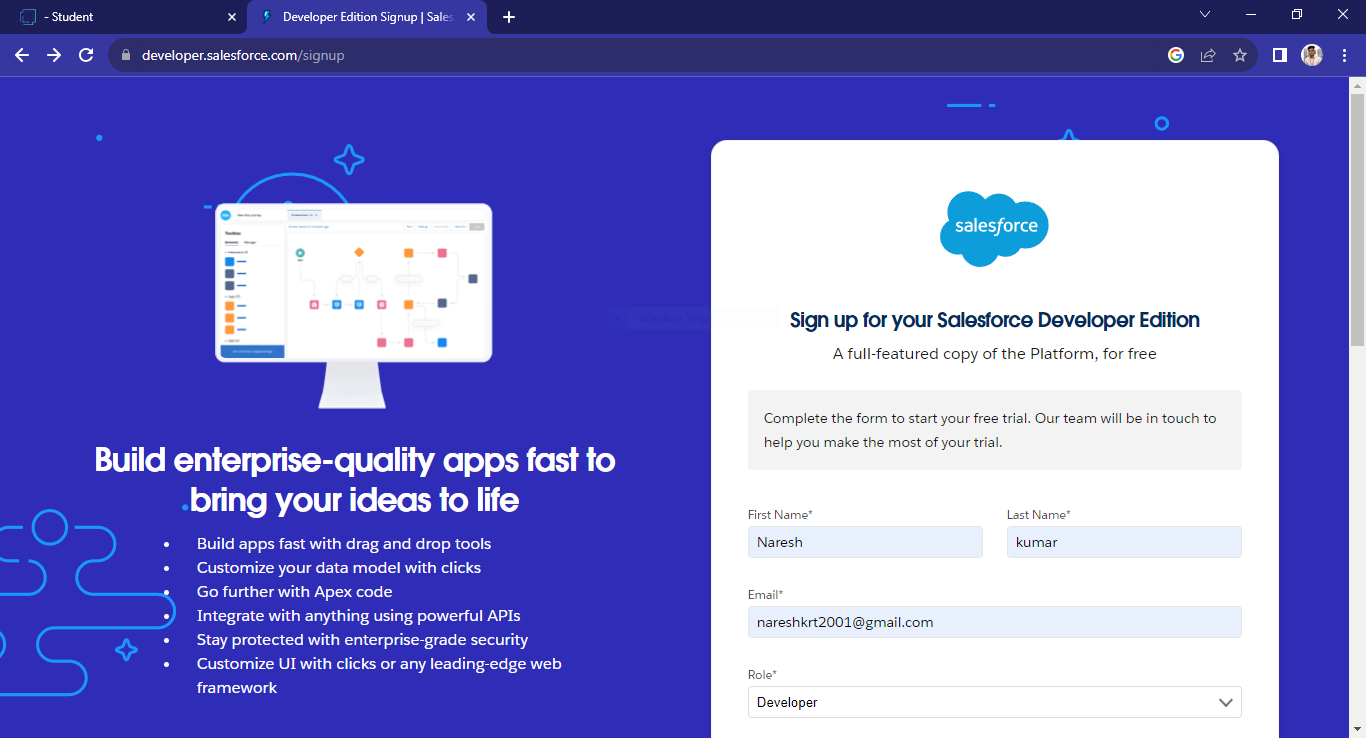 - Student
Developer Edition Signup | Sales
developer.salesforce.com/signup
salesforce
Sign up for your Salesforce Developer Edition
A full-featured copy of the Platform, for free
Complete the form to start your free trial. Our team will be in touch to
help you make the most of your trial.
First Name*
Last Name*
Naresh
kumar
Email*
nareshkrt2001@gmail.com
Role*
Developer
Build enterprise-quality apps fast to
bring your ideas to life
Build apps fast with drag and drop tools
Customize your data model with clicks
Go further with Apex code
Integrate with anything using powerful APIs
Stay protected with enterprise-grade security
Customize UI with clicks or any leading-edge web
framework